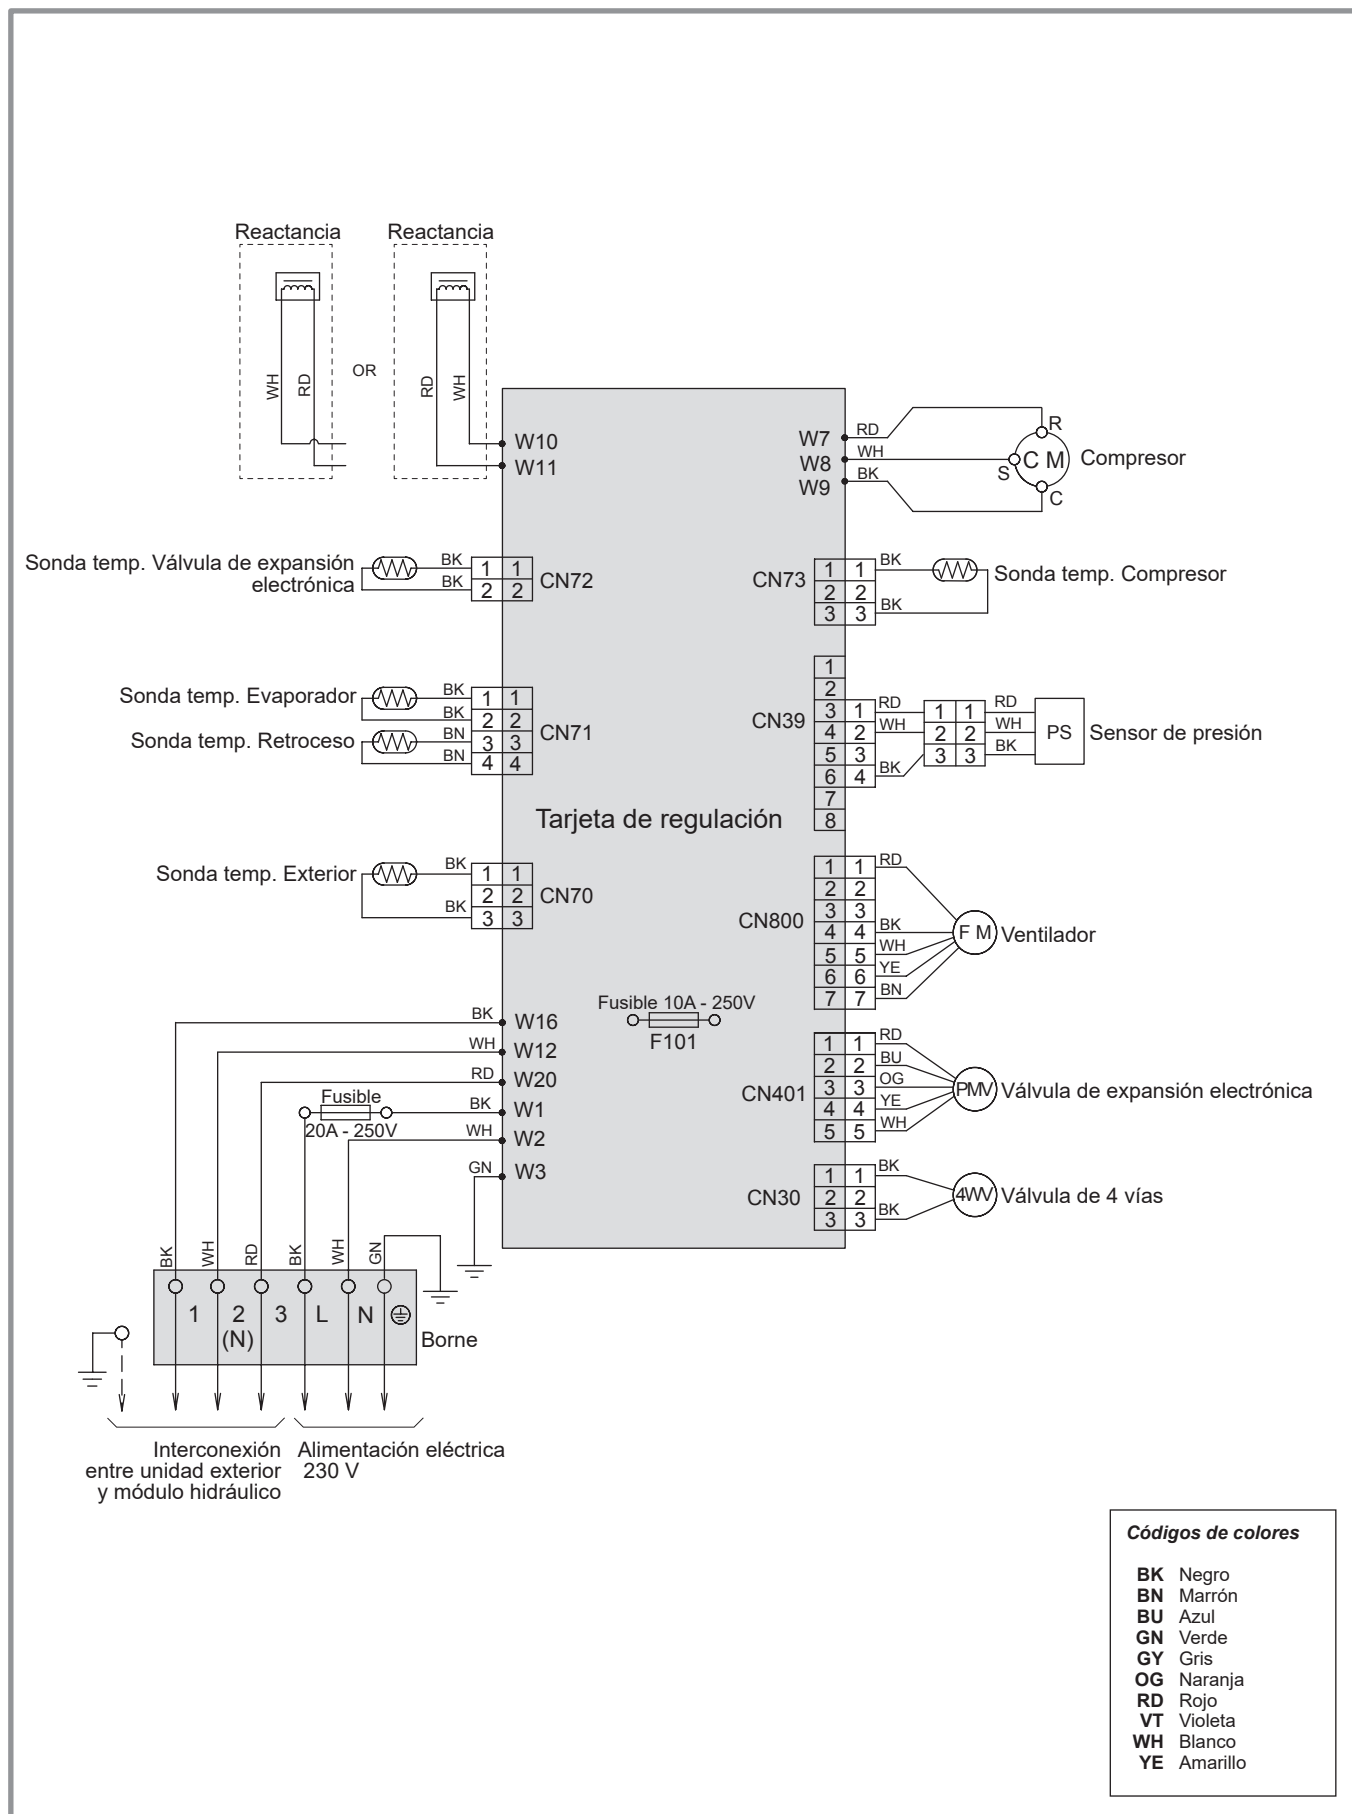 Reactancia Reactancia
WH RD OR RD WH
W10
W11
W7 RD R
W8 WH S C M Compresor
W9 BK C
Sonda temp. Válvula de expansión
electrónica
BK 1 1
BK 2 2
CN72
CN73
1 1 BK
2 2
3 3 BK
Sonda temp. Compresor
Sonda temp. Evaporador
Sonda temp. Retroceso
BK 1 1
BK 2 2
BN 3 3
BN 4 4
CN71
CN39
1
2
3 1 RD 1 1 RD
4 2 WH 2 2 WH
5 3 3 3 BK
6 4 BK
7
8
PS Sensor de presión
Tarjeta de regulación
Sonda temp. Exterior
BK 1 1
2 2
BK 3 3
CN70
CN800
1 1 RD
2 2
3 3
4 4 BK
5 5 WH
6 6 YE
7 7 BN
F M Ventilador
Fusible 10A - 250V
F101
BK W16
WH W12
RD W20
Fusible
20A - 250V
BK W1
WH W2
GN W3
CN401
1 1 RD
2 2 BU
3 3 OG
4 4 YE
5 5 WH
PMV Válvula de expansión electrónica
CN30
1 1 BK
2 2
3 3 BK
4WV Válvula de 4 vías
BK WH RD BK WH GN
1 2 3 L N
(N)
Borne
Interconexión
entre unidad exterior
y módulo hidráulico
Alimentación eléctrica
230 V
Códigos de colores
BK Negro
BN Marrón
BU Azul
GN Verde
GY Gris
OG Naranja
RD Rojo
VT Violeta
WH Blanco
YE Amarillo